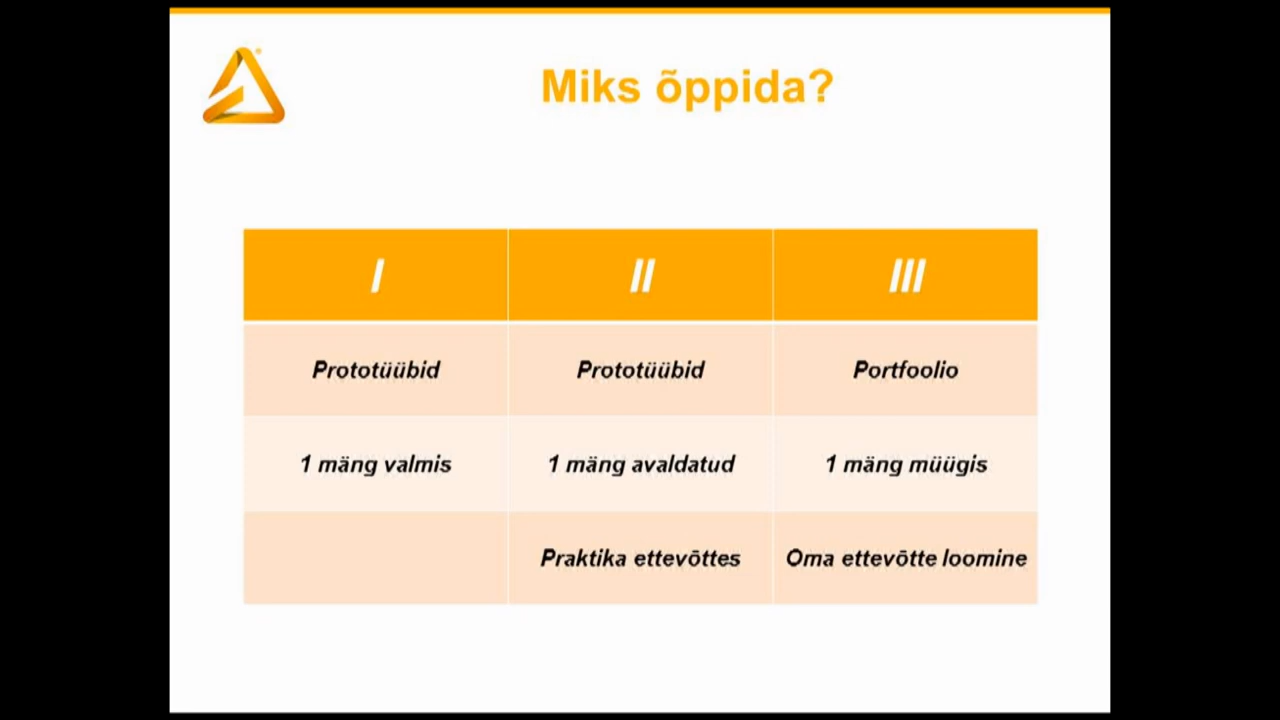 Miks õppida?
I II III
Prototüübid Prototüübid Portfoolio
1 mäng valmis 1 mäng avaldatud 1 mäng müügis
Praktika ettevõttes Oma ettevõtte loomine